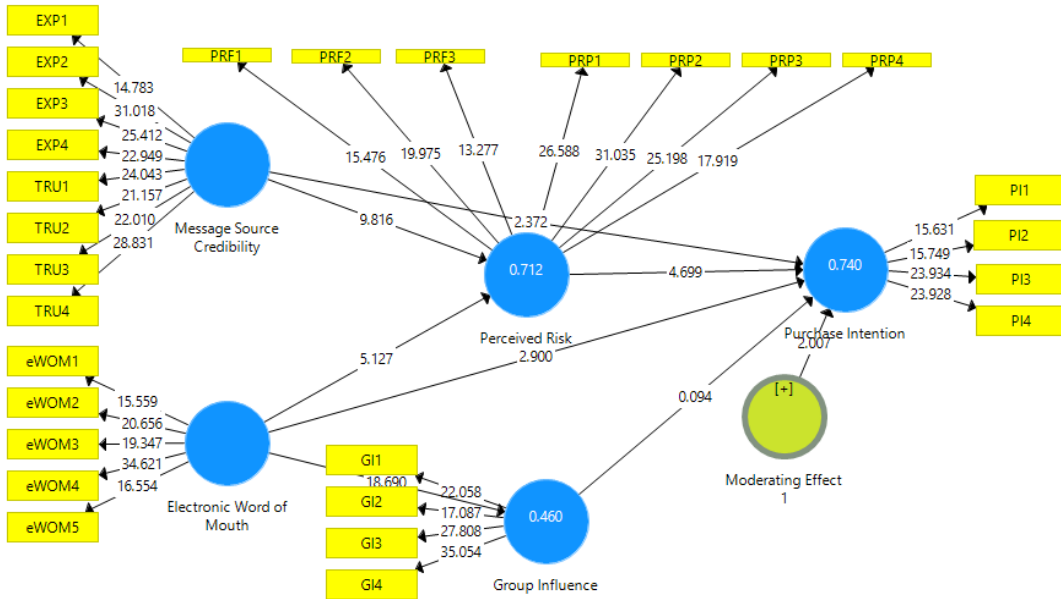 EXP1
EXP2
EXP3
EXP4
TRU1
TRU2
TRU3
TRU4
14.783
31.018
25.412
22.949
24.043
21.157
22.010
28.831
Message Source
Credibility
PRF1
PRF2
PRF3
PRP1
PRP2
PRP3
PRP4
15.476
19.975
13.277
26.588
31.035
25.198
17.919
9.816
2.372
0.712
Perceived Risk
4.699
0.740
Purchase Intention
15.631
15.749
23.934
23.928
PI1
PI2
PI3
PI4
5.127
2.900
2.007
0.094
[+]
Moderating Effect
1
eWOM1
eWOM2
eWOM3
eWOM4
eWOM5
15.559
20.656
19.347
34.621
16.554
Electronic Word of
Mouth
18.690
GI1
GI2
GI3
GI4
22.058
17.087
27.808
35.054
0.460
Group Influence